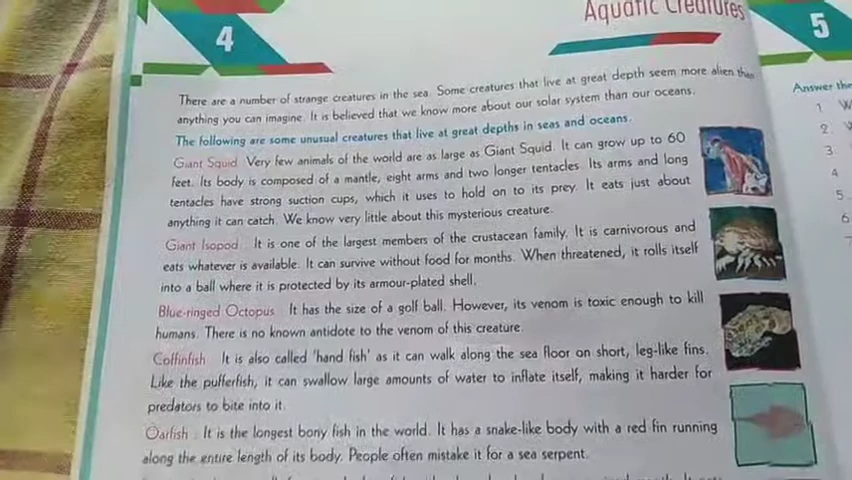 4
Aquatic Creatures
5
There are a number of strange creatures in the sea. Some creatures that live at great depth seem more alien than
anything you can imagine. It is believed that we know more about our solar system than our oceans.
The following are some unusual creatures that live at great depths in seas and oceans.
Giant Squid Very few animals of the world are as large as Giant Squid. It can grow up to 60
feet. Its body is composed of a mantle, eight arms and two longer tentacles. Its arms and long
tentacles have strong suction cups, which it uses to hold on to its prey. It eats just about
anything it can catch. We know very little about this mysterious creature.
Giant Isopod It is one of the largest members of the crustacean family. It is carnivorous and
eats whatever is available. It can survive without food for months. When threatened, it rolls itself
into a ball where it is protected by its armour-plated shell.
Blue-ringed Octopus It has the size of a golf ball. However, its venom is toxic enough to kill
humans. There is no known antidote to the venom of this creature.
Coffinfish It is also called 'hand fish' as it can walk along the sea floor on short, leg-like fins.
Like the pufferfish, it can swallow large amounts of water to inflate itself, making it harder for
predators to bite into it.
Oarfish It is the longest bony fish in the world. It has a snake-like body with a red fin running
along the entire length of its body. People often mistake it for a sea serpent.
Answer the
1. W
2.
3.
4
5.
6